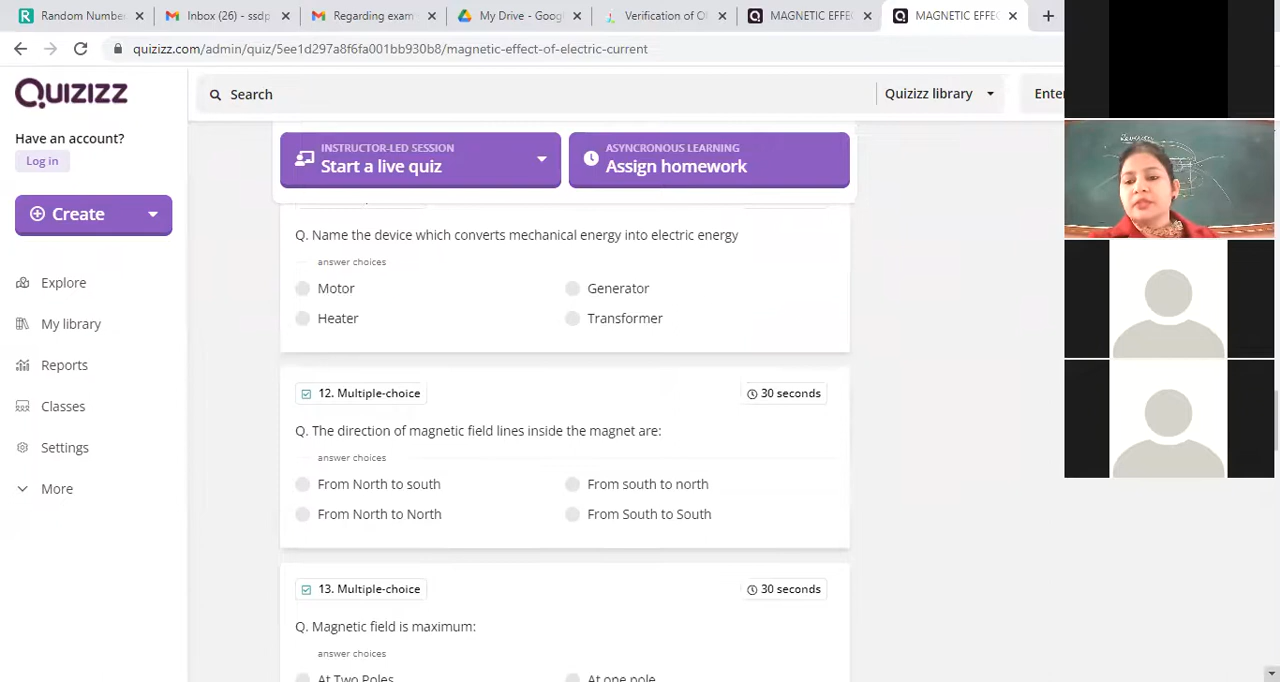 Random Numbe
Inbox (26) - ssdp
Regarding exam
My Drive - Goog
Verification of O
MAGNETIC EFFE
MAGNETIC EFFEC
quizizz.com/admin/quiz/5ee1d297a8f6fa001bb930b8/magnetic-effect-of-electric-current
QUIZIZZ
Search
Quizizz library
Enter
Have an account?
Log in
Create
Explore
My library
Reports
Classes
Settings
More
INSTRUCTOR-LED SESSION
Start a live quiz
ASYNCRONOUS LEARNING
Assign homework
Q. Name the device which converts mechanical energy into electric energy
answer choices
Motor
Generator
Heater
Transformer
12. Multiple-choice
30 seconds
Q. The direction of magnetic field lines inside the magnet are:
answer choices
From North to south
From south to north
From North to North
From South to South
13. Multiple-choice
30 seconds
Q. Magnetic field is maximum:
answer choices
At Two Poles
At one pole